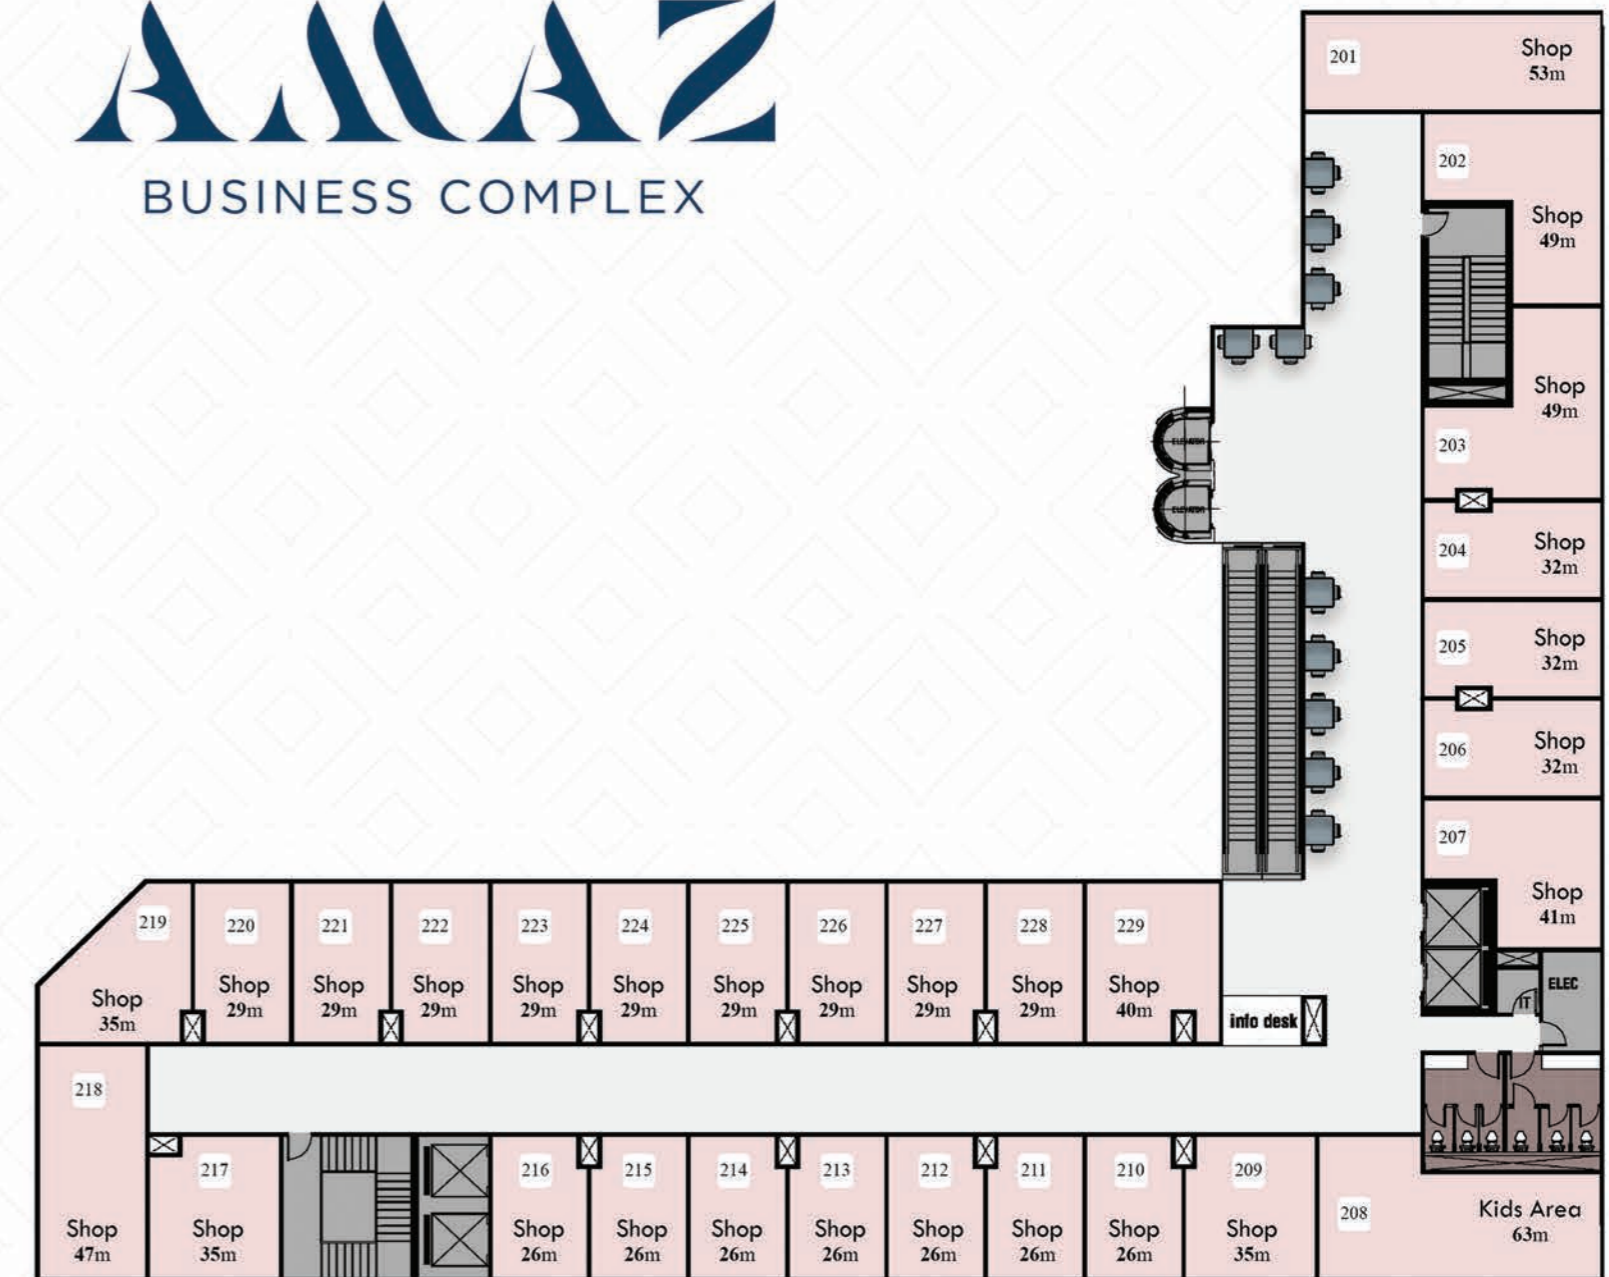 AMAZ
BUSINESS COMPLEX
201
Shop
53m
202
Shop
49m
Shop
49m
203
ELEVATOR
ELEVATOR
204
Shop
32m
205
Shop
32m
206
Shop
32m
207
Shop
41m
ELEC
IT
info desk
219
Shop
35m
220
Shop
29m
221
Shop
29m
222
Shop
29m
223
Shop
29m
224
Shop
29m
225
Shop
29m
226
Shop
29m
227
Shop
29m
228
Shop
29m
229
Shop
40m
218
Shop
47m
217
Shop
35m
216
Shop
26m
215
Shop
26m
214
Shop
26m
213
Shop
26m
212
Shop
26m
211
Shop
26m
210
Shop
26m
209
Shop
35m
208
Kids Area
63m